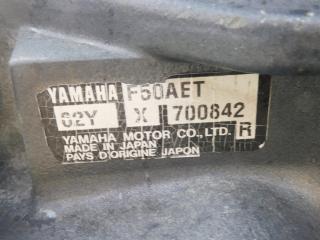 YAMAHA F50AET
62Y X 700842
YAMAHA MOTOR CO., LTD. R
MADE IN JAPAN
PAYS D'ORIGINE JAPON